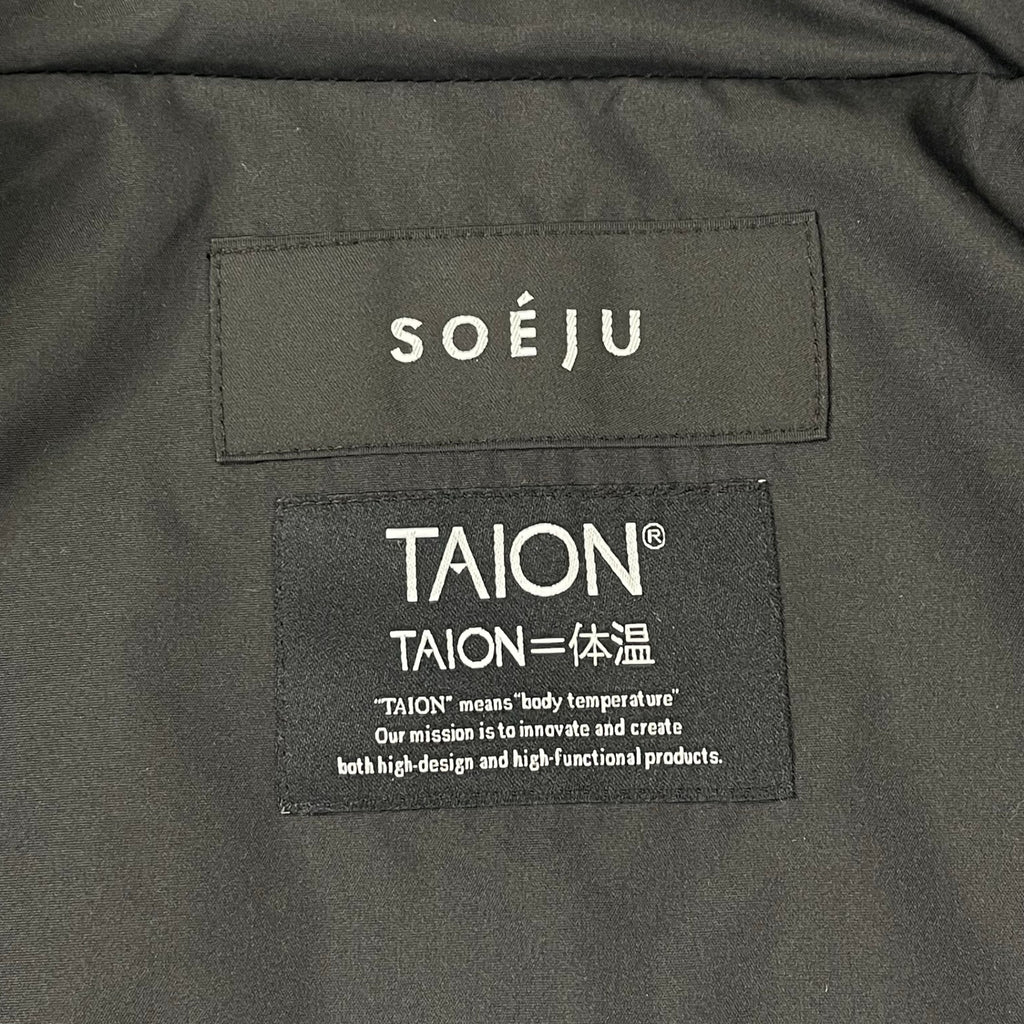 SOÉJU
TAION®
TAION=体温
"TAION" means "body temperature"
Our mission is to innovate and create
both high-design and high-functional products.